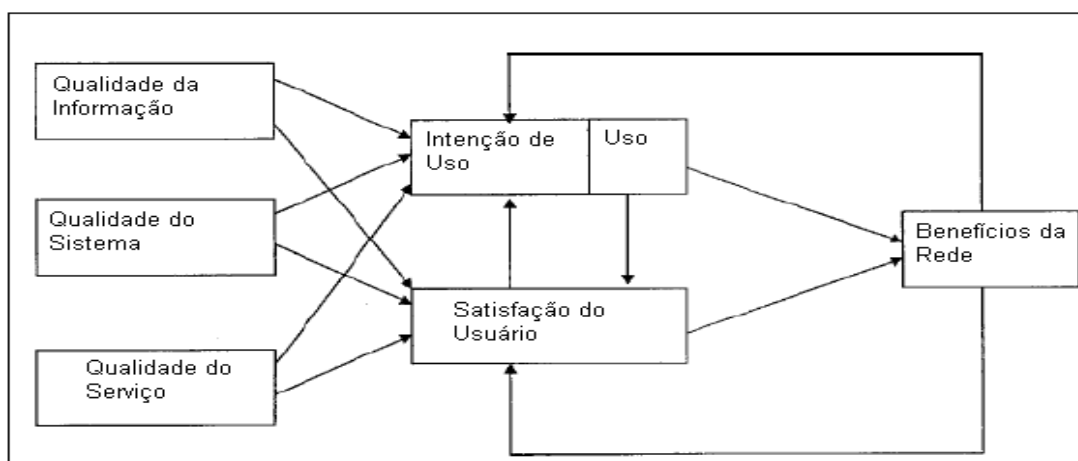 Qualidade da
Informação
Intenção de
Uso
Uso
Qualidade do
Sistema
Benefícios da
Rede
Satisfação do
Usuário
Qualidade do
Serviço